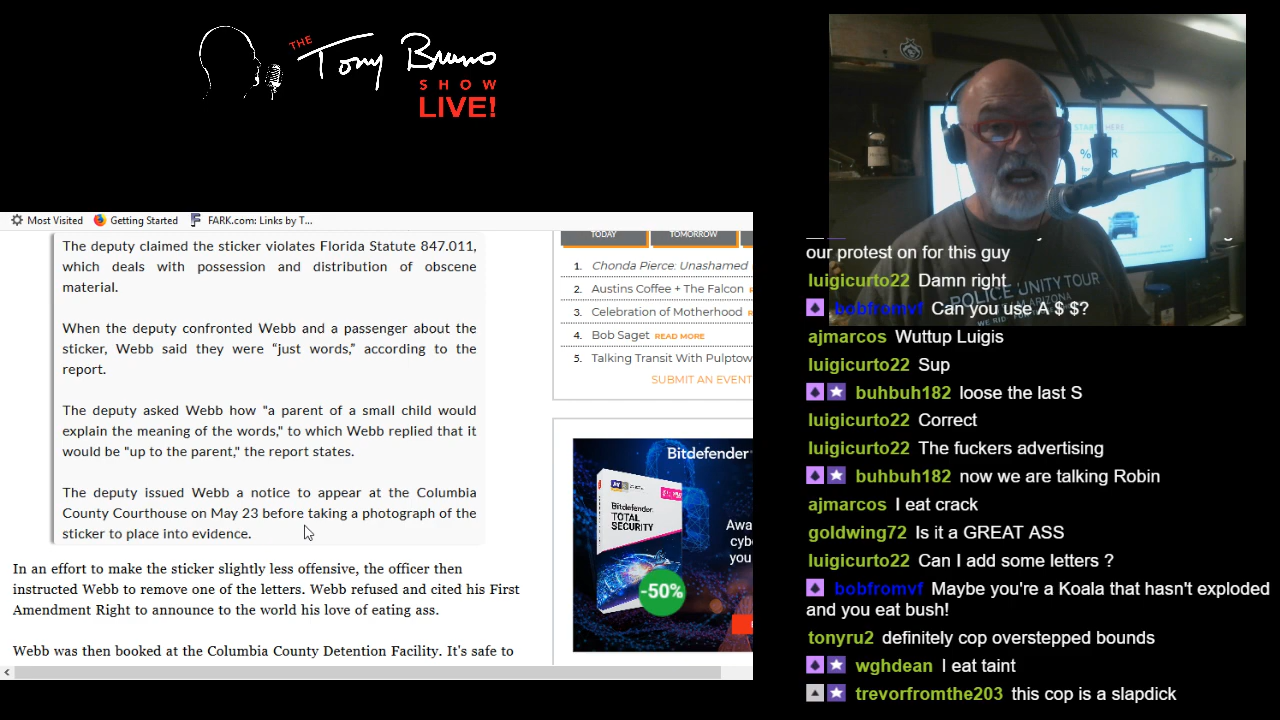 THE Tony Bruno
SHOW
LIVE!
Most Visited Getting Started FARK.com: Links by T...
The deputy claimed the sticker violates Florida Statute 847.011,
which deals with possession and distribution of obscene
material.
When the deputy confronted Webb and a passenger about the
sticker, Webb said they were “just words,” according to the
report.
The deputy asked Webb how "a parent of a small child would
explain the meaning of the words," to which Webb replied that it
would be "up to the parent," the report states.
The deputy issued Webb a notice to appear at the Columbia
County Courthouse on May 23 before taking a photograph of the
sticker to place into evidence.
In an effort to make the sticker slightly less offensive, the officer then
instructed Webb to remove one of the letters. Webb refused and cited his First
Amendment Right to announce to the world his love of eating ass.
Webb was then booked at the Columbia County Detention Facility. It's safe to
TODAY TOMORROW
1. Chonda Pierce: Unashamed
2. Austins Coffee + The Falcon
3. Celebration of Motherhood
4. Bob Saget READ MORE
5. Talking Transit With Pulptow
SUBMIT AN EVENT
Bitdefender
Bitdefender
TOTAL
SECURITY
Awa
cybe
you
-50%
START HERE
POLICE UNITY TOUR
our protest on for this guy
luigicurto22 Damn right
bobfromvf Can you use A $ $?
ajmarcos Wuttup Luigis
luigicurto22 Sup
buhbuh182 loose the last S
luigicurto22 Correct
luigicurto22 The fuckers advertising
buhbuh182 now we are talking Robin
ajmarcos I eat crack
goldwing72 Is it a GREAT ASS
luigicurto22 Can I add some letters ?
bobfromvf Maybe you're a Koala that hasn't exploded
and you eat bush!
tonyru2 definitely cop overstepped bounds
wghdean I eat taint
trevorfromthe203 this cop is a slapdick